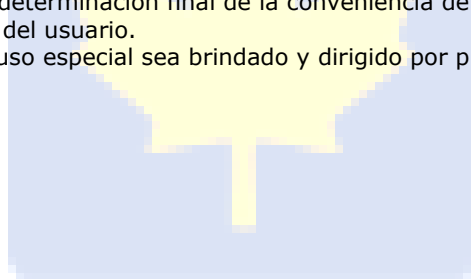 determinación final de la conveniencia de
del usuario.
uso especial sea brindado y dirigido por p